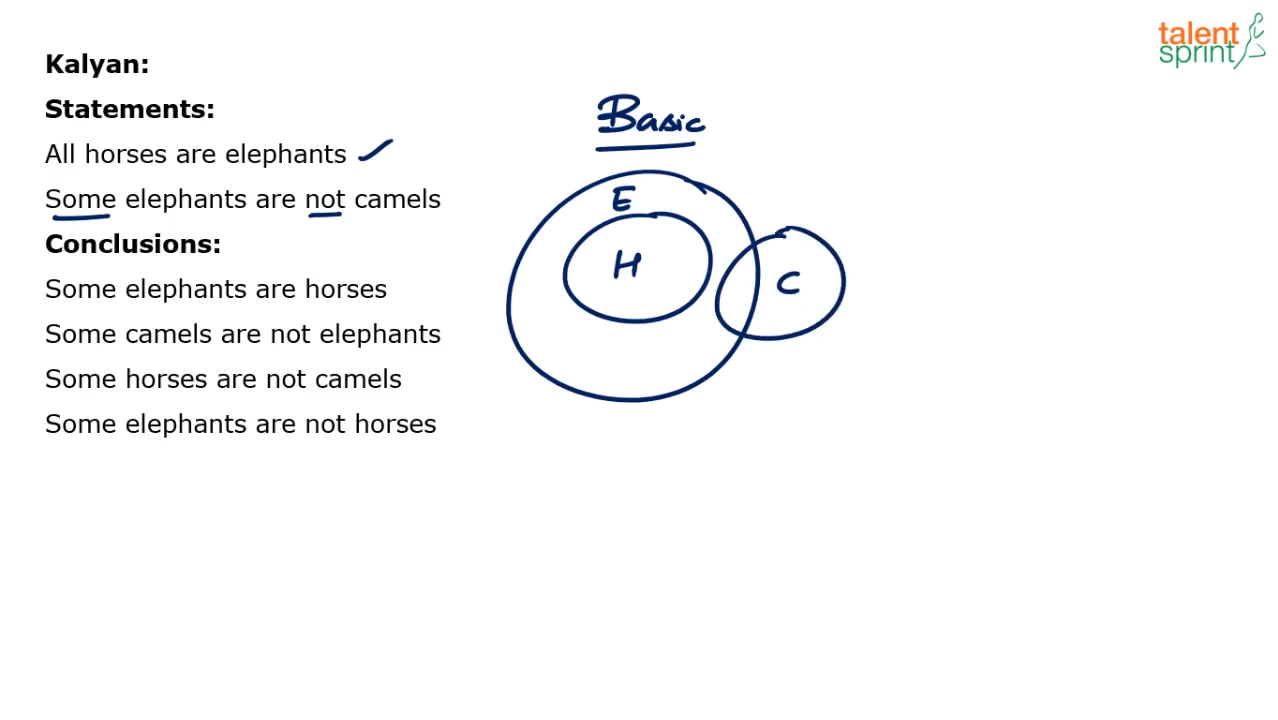 talent
sprint
Kalyan:
Statements:
All horses are elephants
Some elephants are not camels
Conclusions:
Some elephants are horses
Some camels are not elephants
Some horses are not camels
Some elephants are not horses
Basic
E
H
C